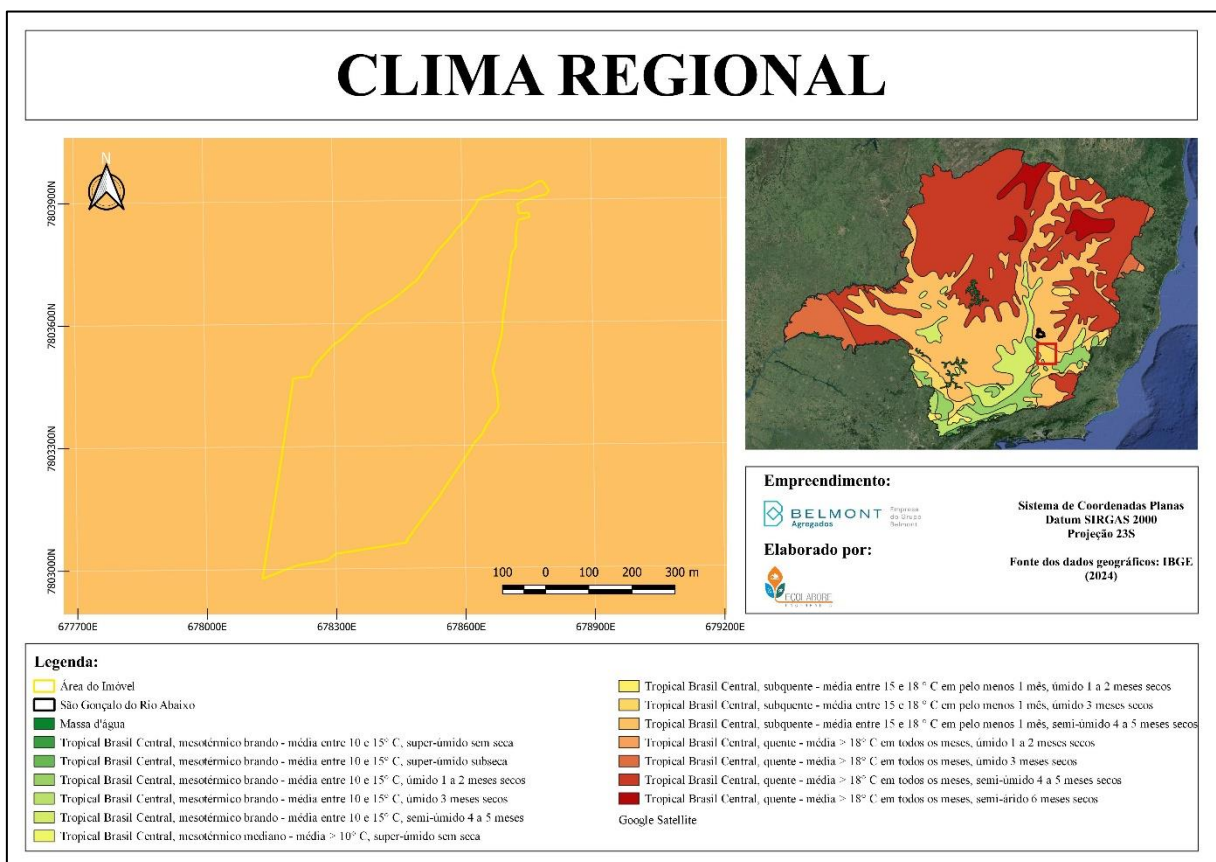 CLIMA REGIONAL
N
7803900N
7803600N
7803300N
7803000N
100 0 100 200 300 m
677700E 678000E 678300E 678600E 678900E 679200E
Empreendimento:
BELMONT
Agregados
Empresa
do Grupo
Belmont
Elaborado por:
ECOLABORE
Sistema de Coordenadas Planas
Datum SIRGAS 2000
Projeção 23S
Fonte dos dados geográficos: IBGE
(2024)
Legenda:
Área do Imóvel
São Gonçalo do Rio Abaixo
Massa d'água
Tropical Brasil Central, mesotérmico brando - média entre 10 e 15° C, super-úmido sem seca
Tropical Brasil Central, mesotérmico brando - média entre 10 e 15° C, super-úmido subseca
Tropical Brasil Central, mesotérmico brando - média entre 10 e 15° C, úmido 1 a 2 meses secos
Tropical Brasil Central, mesotérmico brando - média entre 10 e 15° C, úmido 3 meses secos
Tropical Brasil Central, mesotérmico brando - média entre 10 e 15° C, semi-úmido 4 a 5 meses
Tropical Brasil Central, mesotérmico mediano - média > 10° C, super-úmido sem seca
Tropical Brasil Central, subquente - média entre 15 e 18 ° C em pelo menos 1 mês, úmido 1 a 2 meses secos
Tropical Brasil Central, subquente - média entre 15 e 18 ° C em pelo menos 1 mês, úmido 3 meses secos
Tropical Brasil Central, subquente - média entre 15 e 18 ° C em pelo menos 1 mês, semi-úmido 4 a 5 meses secos
Tropical Brasil Central, quente - média > 18° C em todos os meses, úmido 1 a 2 meses secos
Tropical Brasil Central, quente - média > 18° C em todos os meses, úmido 3 meses secos
Tropical Brasil Central, quente - média > 18° C em todos os meses, semi-úmido 4 a 5 meses secos
Tropical Brasil Central, quente - média > 18° C em todos os meses, semi-árido 6 meses secos
Google Satellite